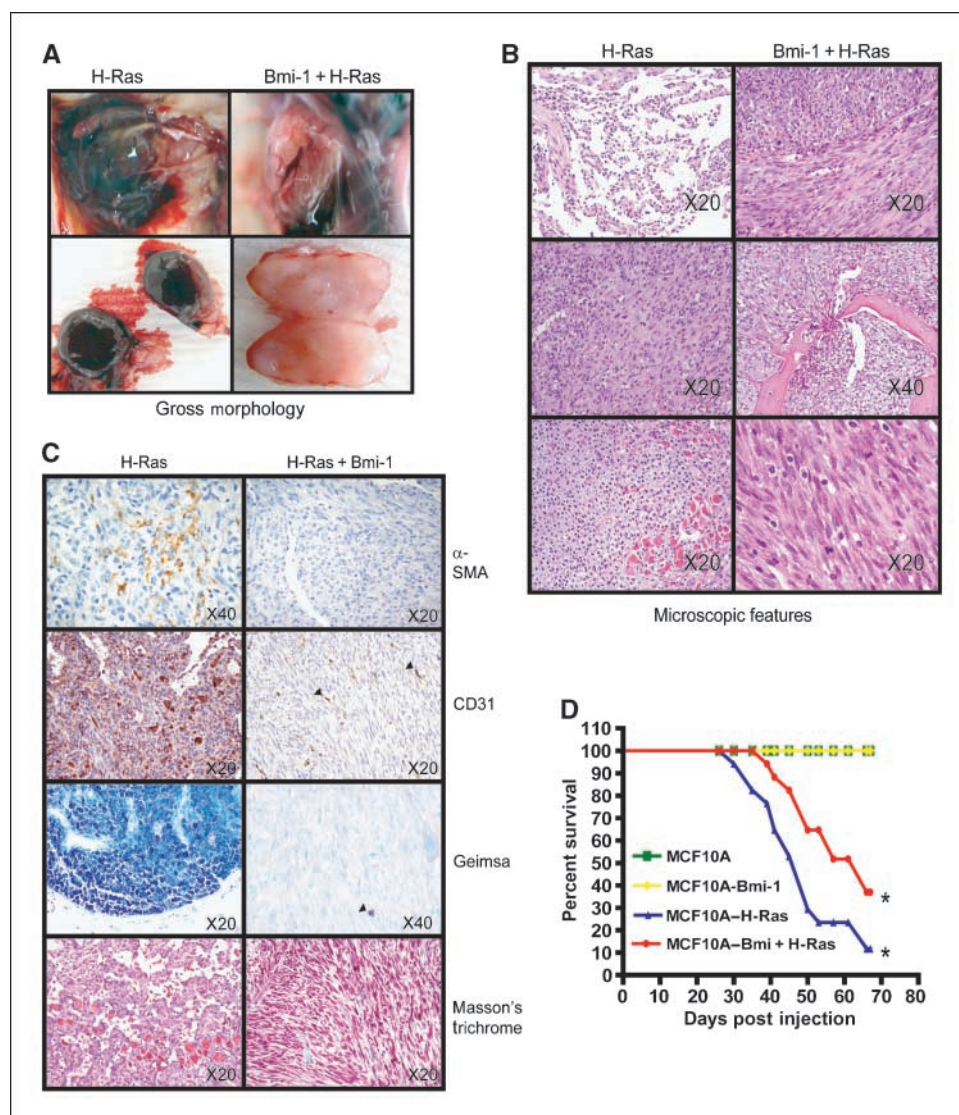 A
H-Ras
Bmi-1 + H-Ras
Gross morphology
B
H-Ras
Bmi-1 + H-Ras
X20
X20
X20
X40
X20
X20
Microscopic features
C
H-Ras
H-Ras + Bmi-1
X40
X20
α-
SMA
X20
X20
CD31
X20
X40
Geimsa
X20
X20
Masson's
trichrome
D
Percent survival
110
100
90
80
70
60
50
40
30
20
10
0
MCF10A
MCF10A-Bmi-1
MCF10A–H-Ras
MCF10A–Bmi + H-Ras
*
*
0 10 20 30 40 50 60 70 80
Days post injection